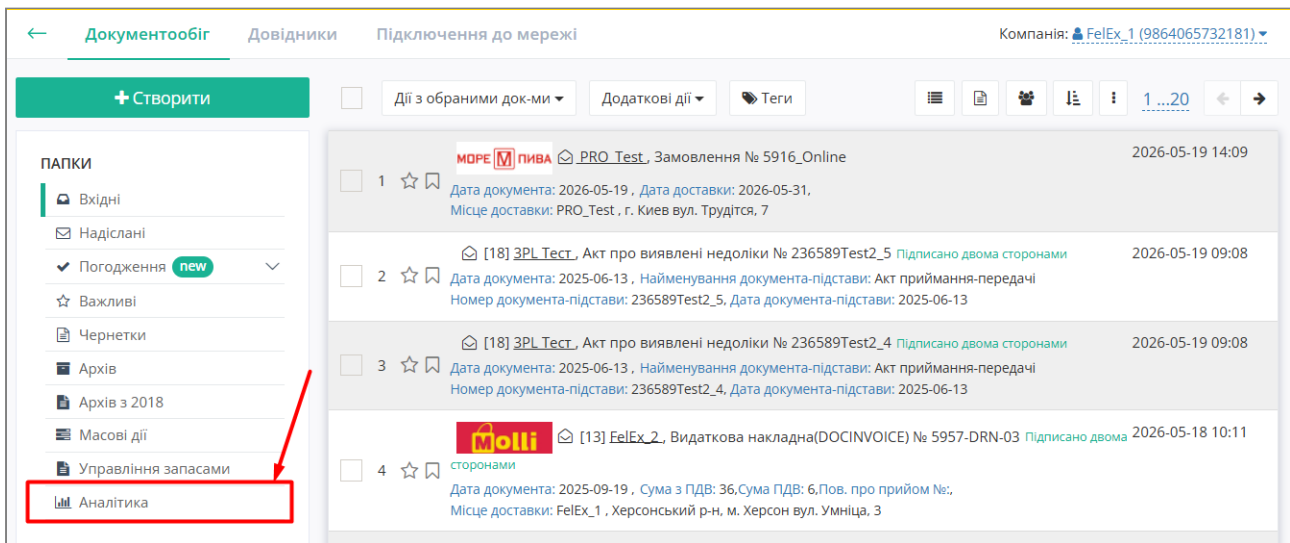 ← Документообіг Довідники Підключення до мережі Компанія: FelEx_1 (9864065732181)
Створити Дії з обраними док-ми Додаткові дії Теги 1 ...20
ПАПКИ
Вхідні
Надіслані
Погодження new
Важливі
Чернетки
Архів
Архів з 2018
Масові дії
Управління запасами
Аналітика
МОРЕ М ПИВА PRO_Test , Замовлення № 5916_Online 2026-05-19 14:09
1 Дата документа: 2026-05-19 , Дата доставки: 2026-05-31,
Місце доставки: PRO_Test , г. Киев вул. Трудітся, 7
[18] 3PL Тест , Акт про виявлені недоліки № 236589Test2_5 Підписано двома сторонами 2026-05-19 09:08
2 Дата документа: 2025-06-13 , Найменування документа-підстави: Акт приймання-передачі
Номер документа-підстави: 236589Test2_5, Дата документа-підстави: 2025-06-13
[18] 3PL Тест , Акт про виявлені недоліки № 236589Test2_4 Підписано двома сторонами 2026-05-19 09:08
3 Дата документа: 2025-06-13 , Найменування документа-підстави: Акт приймання-передачі
Номер документа-підстави: 236589Test2_4, Дата документа-підстави: 2025-06-13
Molli [13] FelEx_2 , Видаткова накладна(DOCINVOICE) № 5957-DRN-03 Підписано двома 2026-05-18 10:11
4 сторонами
Дата документа: 2025-09-19 , Сума з ПДВ: 36,Сума ПДВ: 6,Пов. про прийом №:,
Місце доставки: FelEx_1 , Херсонський р-н, м. Херсон вул. Умніца, 3